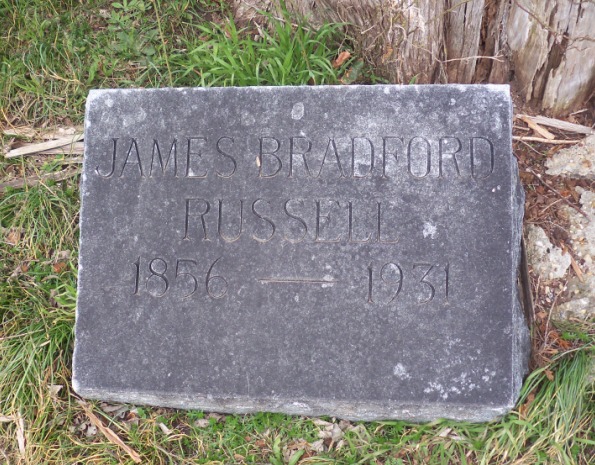 JAMES BRADFORD
RUSSELL
1856 — 1931